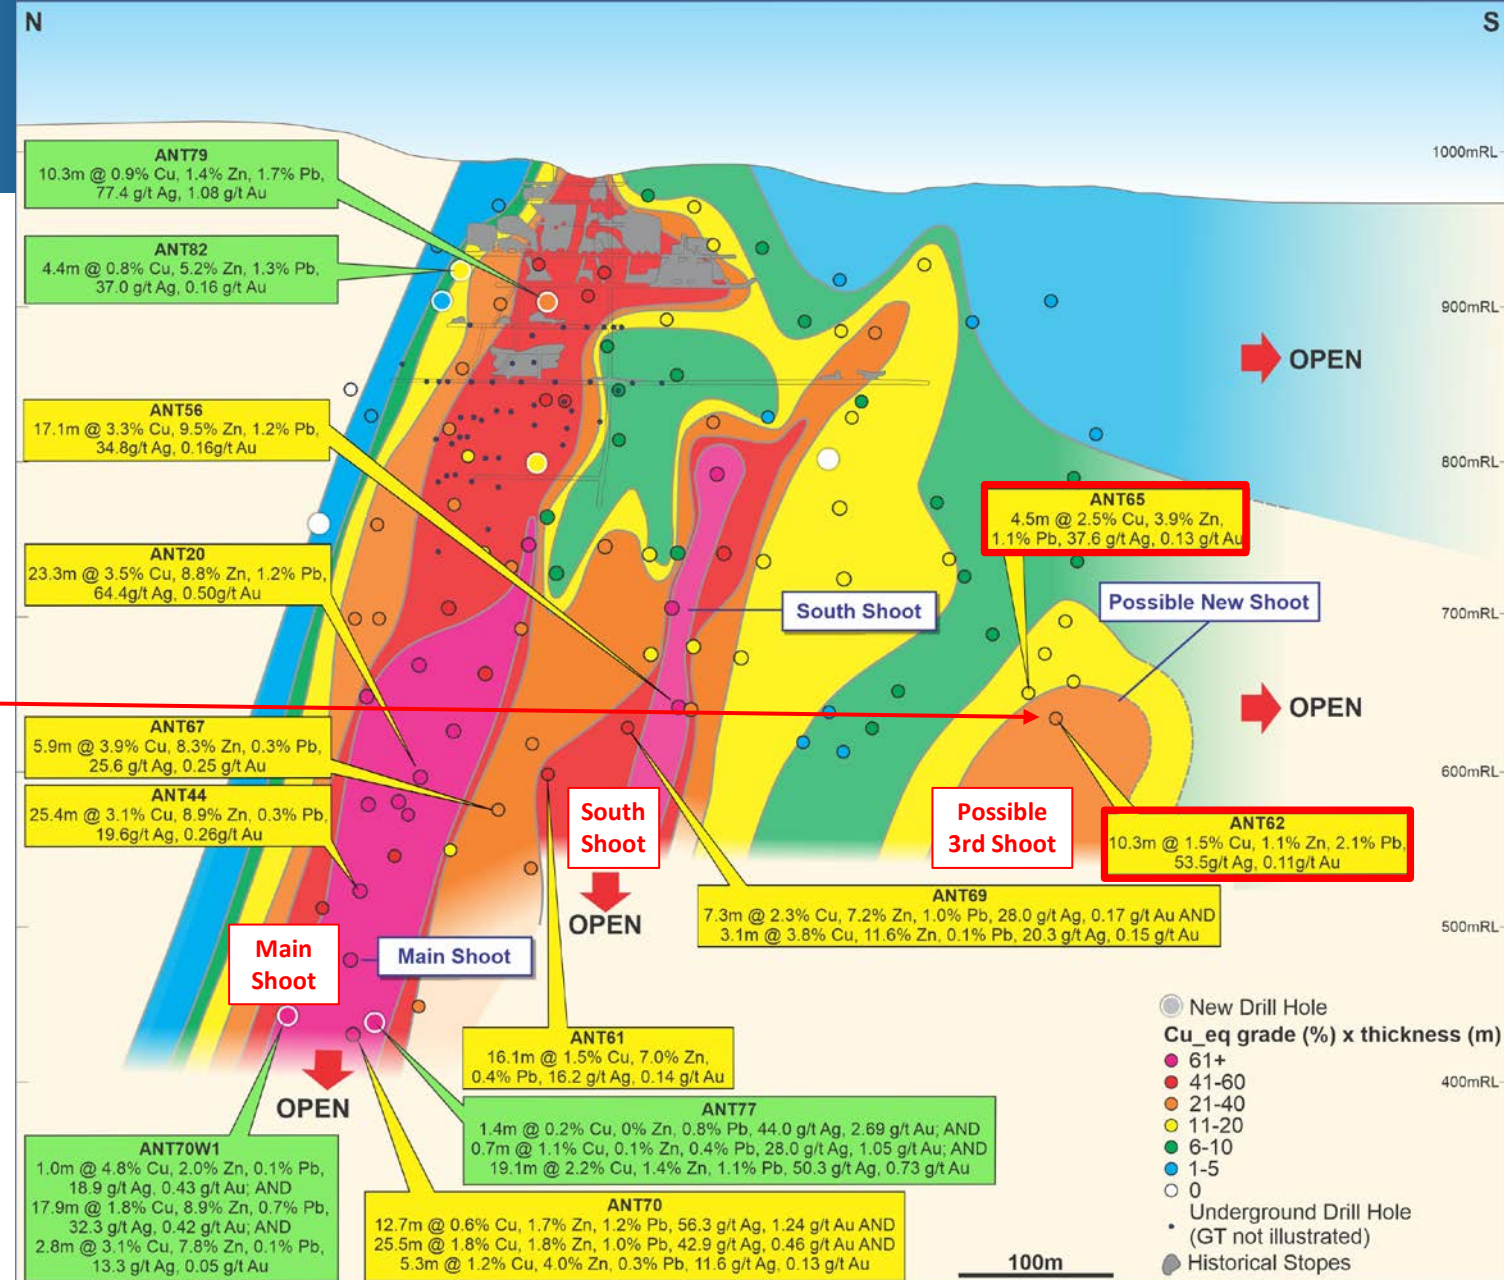 N
S
1000mRL
900mRL
800mRL
700mRL
600mRL
500mRL
400mRL
ANT79
10.3m @ 0.9% Cu, 1.4% Zn, 1.7% Pb,
77.4 g/t Ag, 1.08 g/t Au
ANT82
4.4m @ 0.8% Cu, 5.2% Zn, 1.3% Pb,
37.0 g/t Ag, 0.16 g/t Au
OPEN
ANT56
17.1m @ 3.3% Cu, 9.5% Zn, 1.2% Pb,
34.8g/t Ag, 0.16g/t Au
ANT65
4.5m @ 2.5% Cu, 3.9% Zn,
1.1% Pb, 37.6 g/t Ag, 0.13 g/t Au
ANT20
23.3m @ 3.5% Cu, 8.8% Zn, 1.2% Pb,
64.4g/t Ag, 0.50g/t Au
South Shoot
Possible New Shoot
OPEN
ANT67
5.9m @ 3.9% Cu, 8.3% Zn, 0.3% Pb,
25.6 g/t Ag, 0.25 g/t Au
ANT44
25.4m @ 3.1% Cu, 8.9% Zn, 0.3% Pb,
19.6g/t Ag, 0.26g/t Au
South
Shoot
Possible
3rd Shoot
ANT62
10.3m @ 1.5% Cu, 1.1% Zn, 2.1% Pb,
53.5g/t Ag, 0.11g/t Au
OPEN
ANT69
7.3m @ 2.3% Cu, 7.2% Zn, 1.0% Pb, 28.0 g/t Ag, 0.17 g/t Au AND
3.1m @ 3.8% Cu, 11.6% Zn, 0.1% Pb, 20.3 g/t Ag, 0.15 g/t Au
Main
Shoot
Main Shoot
ANT61
16.1m @ 1.5% Cu, 7.0% Zn,
0.4% Pb, 16.2 g/t Ag, 0.14 g/t Au
OPEN
ANT77
1.4m @ 0.2% Cu, 0% Zn, 0.8% Pb, 44.0 g/t Ag, 2.69 g/t Au; AND
0.7m @ 1.1% Cu, 0.1% Zn, 0.4% Pb, 28.0 g/t Ag, 1.05 g/t Au; AND
19.1m @ 2.2% Cu, 1.4% Zn, 1.1% Pb, 50.3 g/t Ag, 0.73 g/t Au
ANT70W1
1.0m @ 4.8% Cu, 2.0% Zn, 0.1% Pb,
18.9 g/t Ag, 0.43 g/t Au; AND
17.9m @ 1.8% Cu, 8.9% Zn, 0.7% Pb,
32.3 g/t Ag, 0.42 g/t Au; AND
2.8m @ 3.1% Cu, 7.8% Zn, 0.1% Pb,
13.3 g/t Ag, 0.05 g/t Au
ANT70
12.7m @ 0.6% Cu, 1.7% Zn, 1.2% Pb, 56.3 g/t Ag, 1.24 g/t Au AND
25.5m @ 1.8% Cu, 1.8% Zn, 1.0% Pb, 42.9 g/t Ag, 0.46 g/t Au AND
5.3m @ 1.2% Cu, 4.0% Zn, 0.3% Pb, 11.6 g/t Ag, 0.13 g/t Au
100m
New Drill Hole
Cu_eq grade (%) x thickness (m)
61+
41-60
21-40
11-20
6-10
1-5
0
Underground Drill Hole
(GT not illustrated)
Historical Stopes